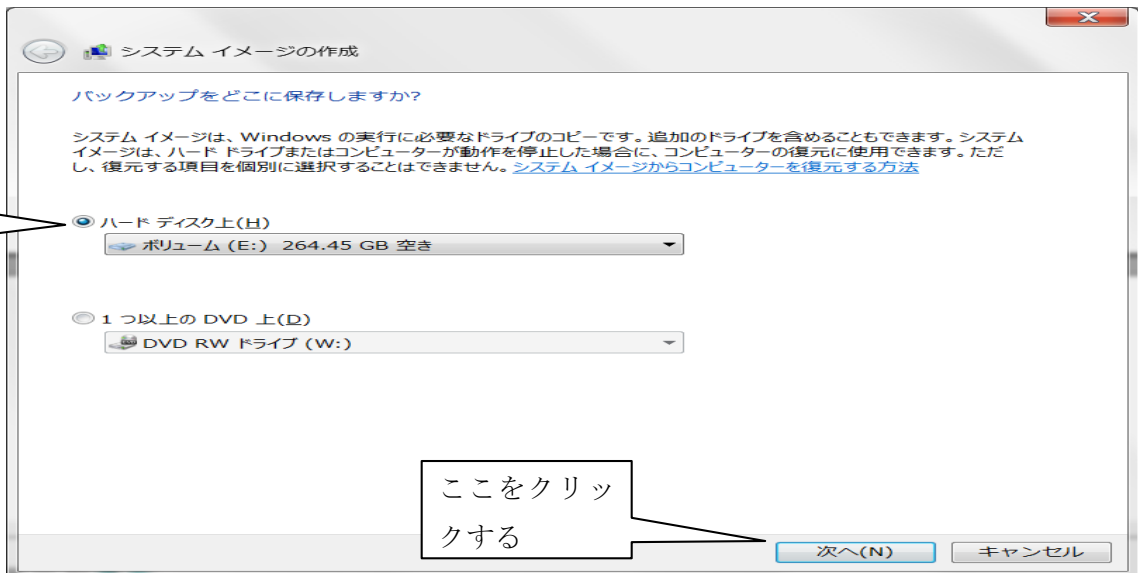 システム イメージの作成
バックアップをどこに保存しますか?
システム イメージは、Windows の実行に必要なドライブのコピーです。追加のドライブを含めることもできます。システム
イメージは、ハード ドライブまたはコンピューターが動作を停止した場合に、コンピューターの復元に使用できます。ただ
し、復元する項目を個別に選択することはできません。システム イメージからコンピューターを復元する方法
ハード ディスク上(H)
ボリューム (E:) 264.45 GB 空き
1 つ以上の DVD 上(D)
DVD RW ドライブ (W:)
ここをクリッ
クする
次へ(N)
キャンセル